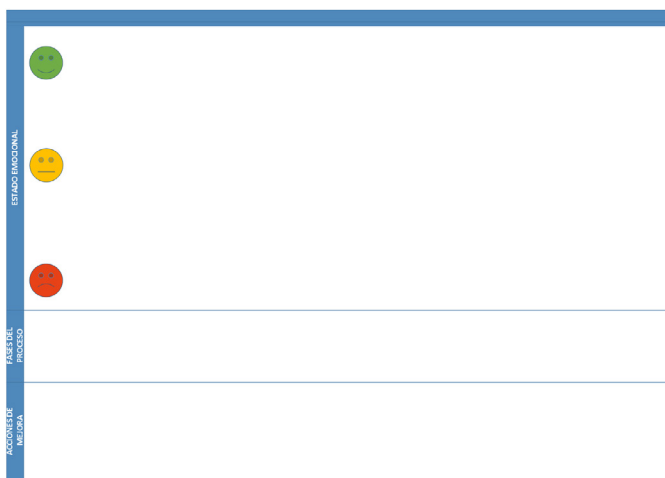 ESTADO EMOCIONAL
FASES DEL
PROCESO
ACCIONES DE
MEJORA